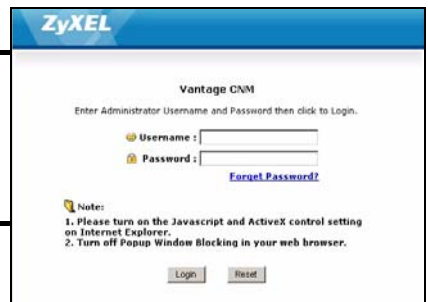 ZyXEL
Vantage CNM
Enter Administrator Username and Password then click to Login.
Username :
Password :
Forget Password?
Note:
1. Please turn on the Javascript and ActiveX control setting
on Internet Explorer.
2. Turn off Popup Window Blocking in your web browser.
Login Reset